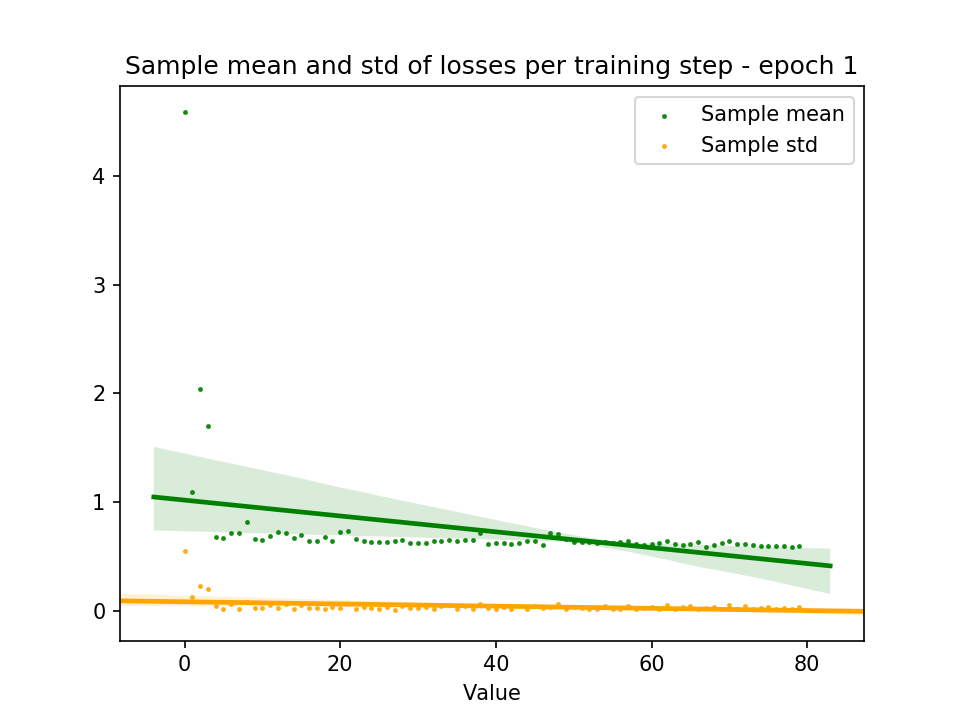 Sample mean and std of losses per training step - epoch 1
Sample mean
Sample std
4
3
2
1
0
0 20 40 60 80
Value